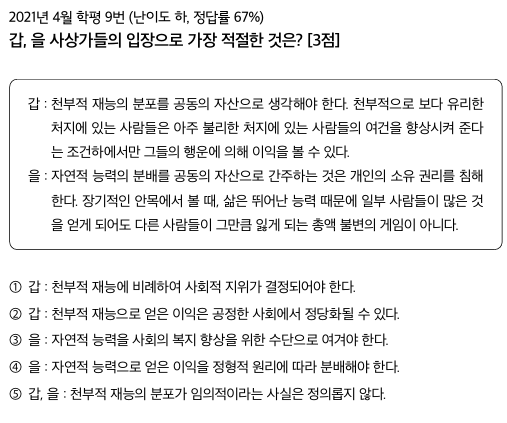 2021년 4월 학평 9번 (난이도 하, 정답률 67%)
갑, 을 사상가들의 입장으로 가장 적절한 것은? [3점]
갑 : 천부적 재능의 분포를 공동의 자산으로 생각해야 한다. 천부적으로 보다 유리한
처지에 있는 사람들은 아주 불리한 처지에 있는 사람들의 여건을 향상시켜 준다
는 조건하에서만 그들의 행운에 의해 이익을 볼 수 있다.
을 : 자연적 능력의 분배를 공동의 자산으로 간주하는 것은 개인의 소유 권리를 침해
한다. 장기적인 안목에서 볼 때, 삶은 뛰어난 능력 때문에 일부 사람들이 많은 것
을 얻게 되어도 다른 사람들이 그만큼 잃게 되는 총액 불변의 게임이 아니다.
① 갑 : 천부적 재능에 비례하여 사회적 지위가 결정되어야 한다.
② 갑 : 천부적 재능으로 얻은 이익은 공정한 사회에서 정당화될 수 있다.
③ 을 : 자연적 능력을 사회의 복지 향상을 위한 수단으로 여겨야 한다.
④ 을 : 자연적 능력으로 얻은 이익을 정형적 원리에 따라 분배해야 한다.
⑤ 갑, 을 : 천부적 재능의 분포가 임의적이라는 사실은 정의롭지 않다.